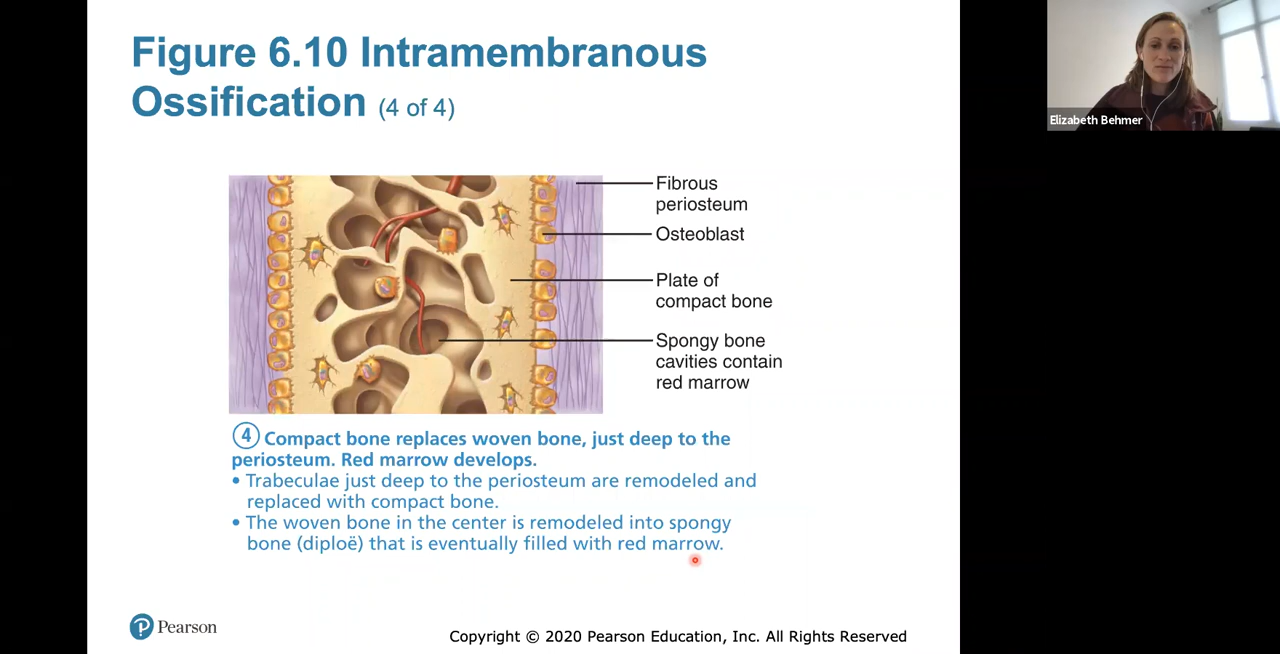 Figure 6.10 Intramembranous
Ossification (4 of 4)
Elizabeth Behmer
Fibrous
periosteum
Osteoblast
Plate of
compact bone
Spongy bone
cavities contain
red marrow
4 Compact bone replaces woven bone, just deep to the
periosteum. Red marrow develops.
• Trabeculae just deep to the periosteum are remodeled and
replaced with compact bone.
• The woven bone in the center is remodeled into spongy
bone (diploë) that is eventually filled with red marrow.
P Pearson
Copyright © 2020 Pearson Education, Inc. All Rights Reserved